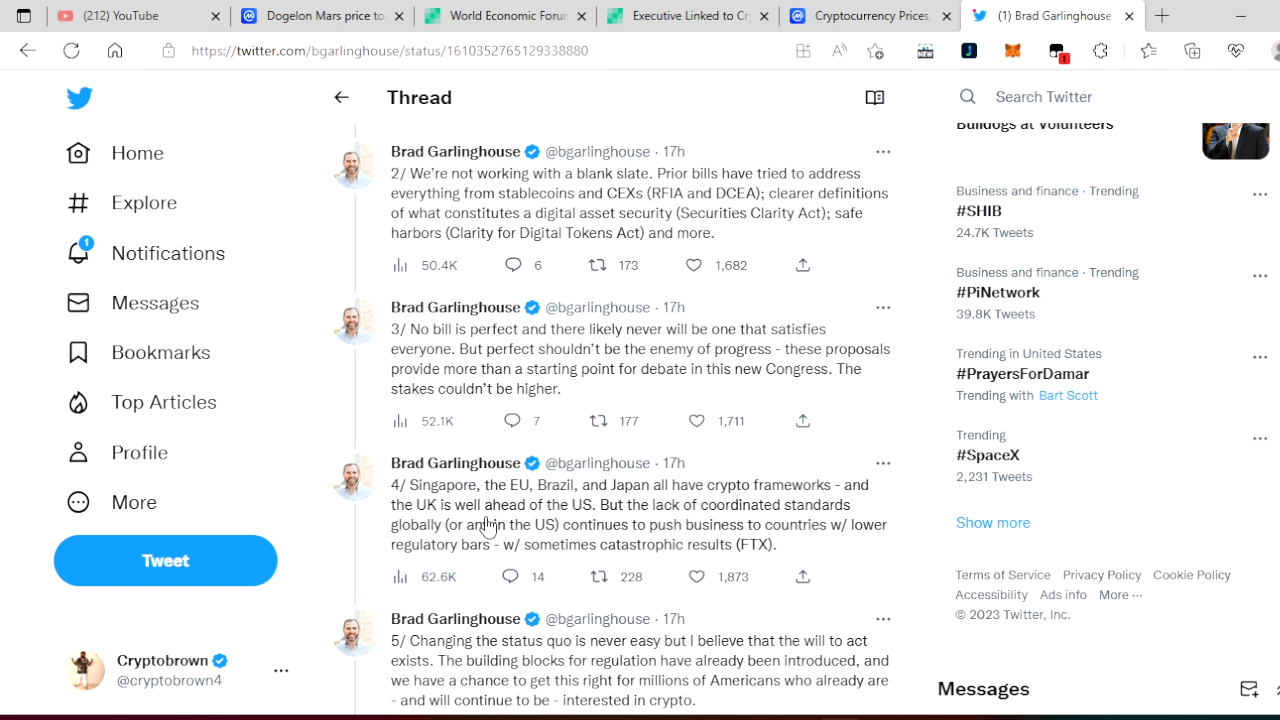 (212) YouTube
Dogelon Mars price to
World Economic Forum
Executive Linked to Cr
Cryptocurrency Prices,
(1) Brad Garlinghouse
https://twitter.com/bgarlinghouse/status/1610352765129338880
NEW
J
1
Home
Explore
1
Notifications
Messages
Bookmarks
Top Articles
Profile
More
Tweet
Cryptobrown
@cryptobrown4
Thread
Brad Garlinghouse @bgarlinghouse · 17h
2/ We're not working with a blank slate. Prior bills have tried to address
everything from stablecoins and CEXs (RFIA and DCEA); clearer definitions
of what constitutes a digital asset security (Securities Clarity Act); safe
harbors (Clarity for Digital Tokens Act) and more.
50.4K 6 173 1,682
Brad Garlinghouse @bgarlinghouse · 17h
3/ No bill is perfect and there likely never will be one that satisfies
everyone. But perfect shouldn't be the enemy of progress - these proposals
provide more than a starting point for debate in this new Congress. The
stakes couldn't be higher.
52.1K 7 177 1,711
Brad Garlinghouse @bgarlinghouse · 17h
4/ Singapore, the EU, Brazil, and Japan all have crypto frameworks - and
the UK is well ahead of the US. But the lack of coordinated standards
globally (or in the US) continues to push business to countries w/ lower
regulatory bars - w/ sometimes catastrophic results (FTX).
62.6K 14 228 1,873
Brad Garlinghouse @bgarlinghouse · 17h
5/ Changing the status quo is never easy but I believe that the will to act
exists. The building blocks for regulation have already been introduced, and
we have a chance to get this right for millions of Americans who already are
- and will continue to be - interested in crypto.
Search Twitter
Bulldogs at Volunteers
Business and finance · Trending
#SHIB
24.7K Tweets
Business and finance · Trending
#PiNetwork
39.8K Tweets
Trending in United States
#PrayersForDamar
Trending with Bart Scott
Trending
#SpaceX
2,231 Tweets
Show more
Terms of Service Privacy Policy Cookie Policy
Accessibility Ads info More ···
© 2023 Twitter, Inc.
Messages